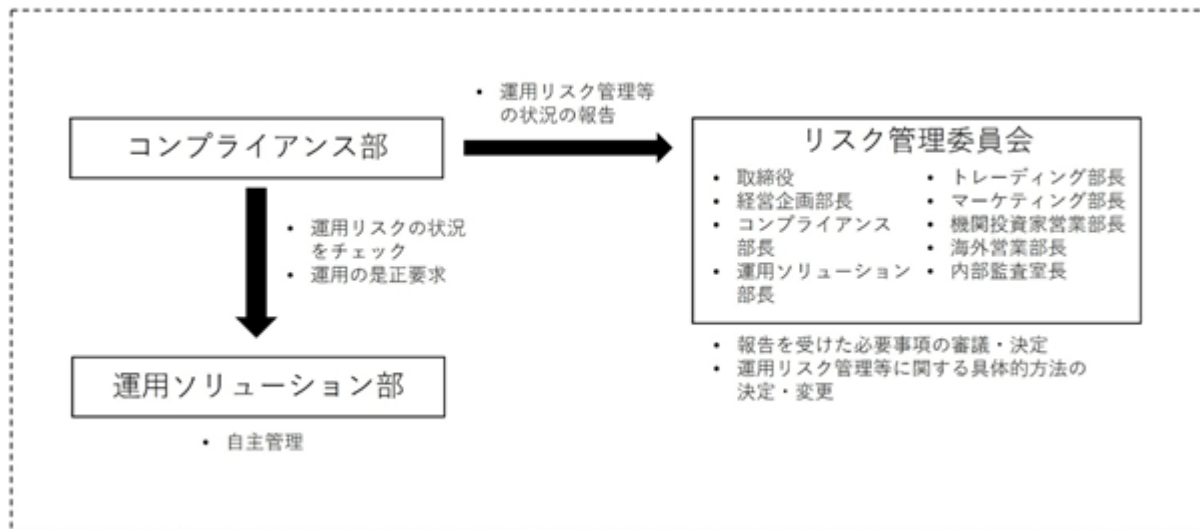 • 運用リスク管理等
の状況の報告
コンプライアンス部
リスク管理委員会
• 取締役
• 経営企画部長
• コンプライアンス
部長
• 運用ソリューション
部長
• トレーディング部長
• マーケティング部長
• 機関投資家営業部長
• 海外営業部長
• 内部監査室長
• 運用リスクの状況
をチェック
• 運用の是正要求
• 報告を受けた必要事項の審議・決定
• 運用リスク管理等に関する具体的方法の
決定・変更
運用ソリューション部
• 自主管理